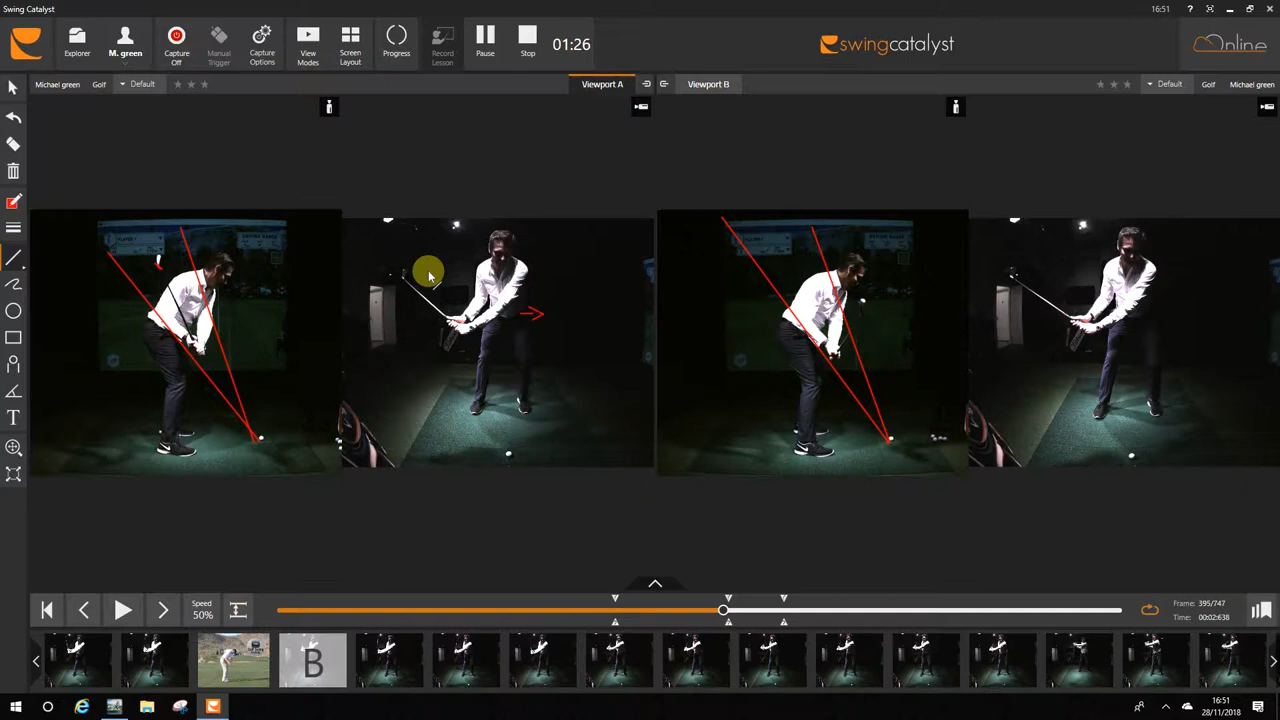 Swing Catalyst
16:51
Explorer
M. green
Capture Off
Manual Trigger
Capture Options
View Modes
Screen Layout
Progress
Record Lesson
Pause
Stop
01:26
swingcatalyst
Online
Michael green
Golf
Default
Viewport A
Viewport B
Default
Golf
Michael green
T
Speed
50%
Frame: 395/747
Time: 00:02:638
B
16:51
28/11/2018